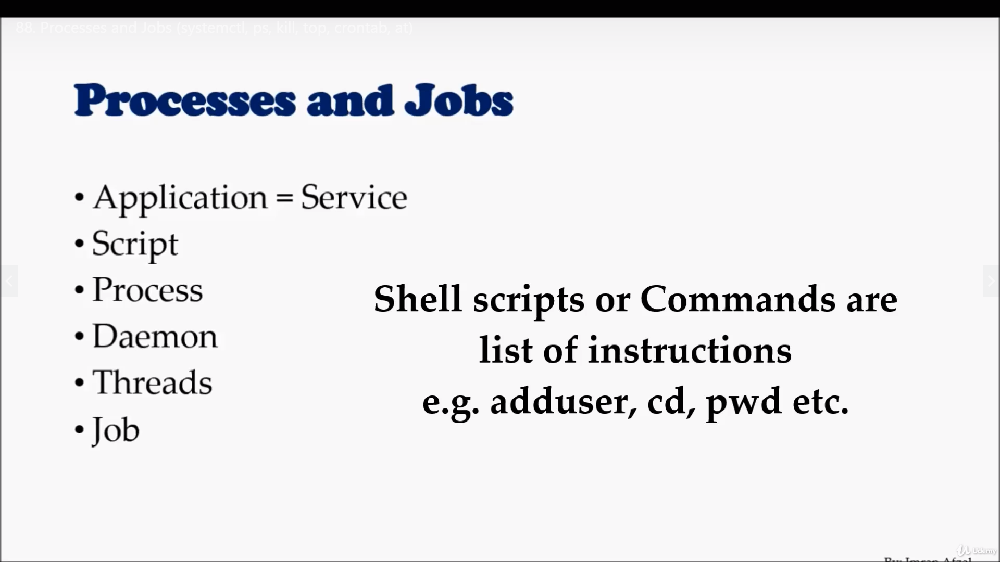 88. Processes and Jobs (systemctl, ps, kill, top, crontab, at)
Processes and Jobs
• Application = Service
• Script
• Process
• Daemon
• Threads
• Job
Shell scripts or Commands are
list of instructions
e.g. adduser, cd, pwd etc.
Udemy
By: Imran Afzal